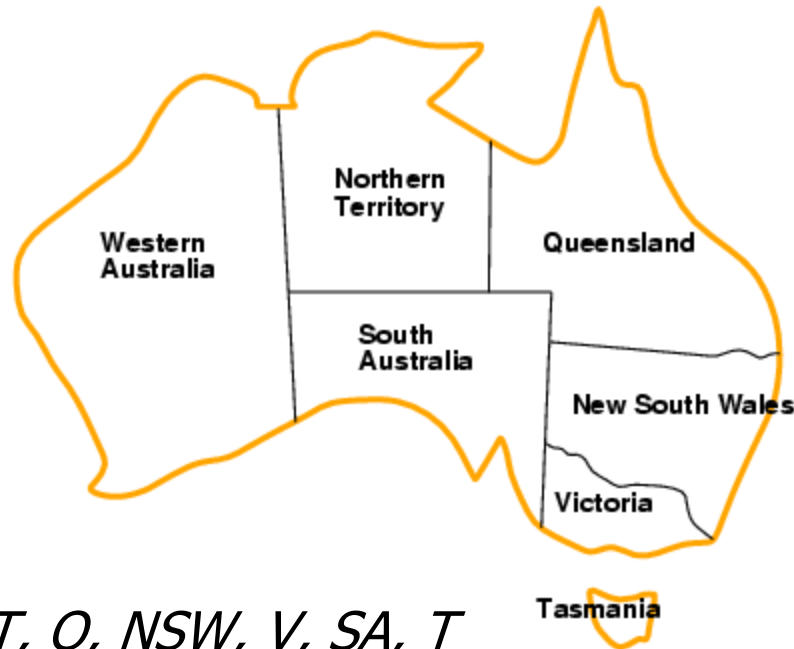 Northern
Territory
Western
Australia
Queensland
South
Australia
New South Wales
Victoria
Tasmania
T, Q, NSW, V, SA, T